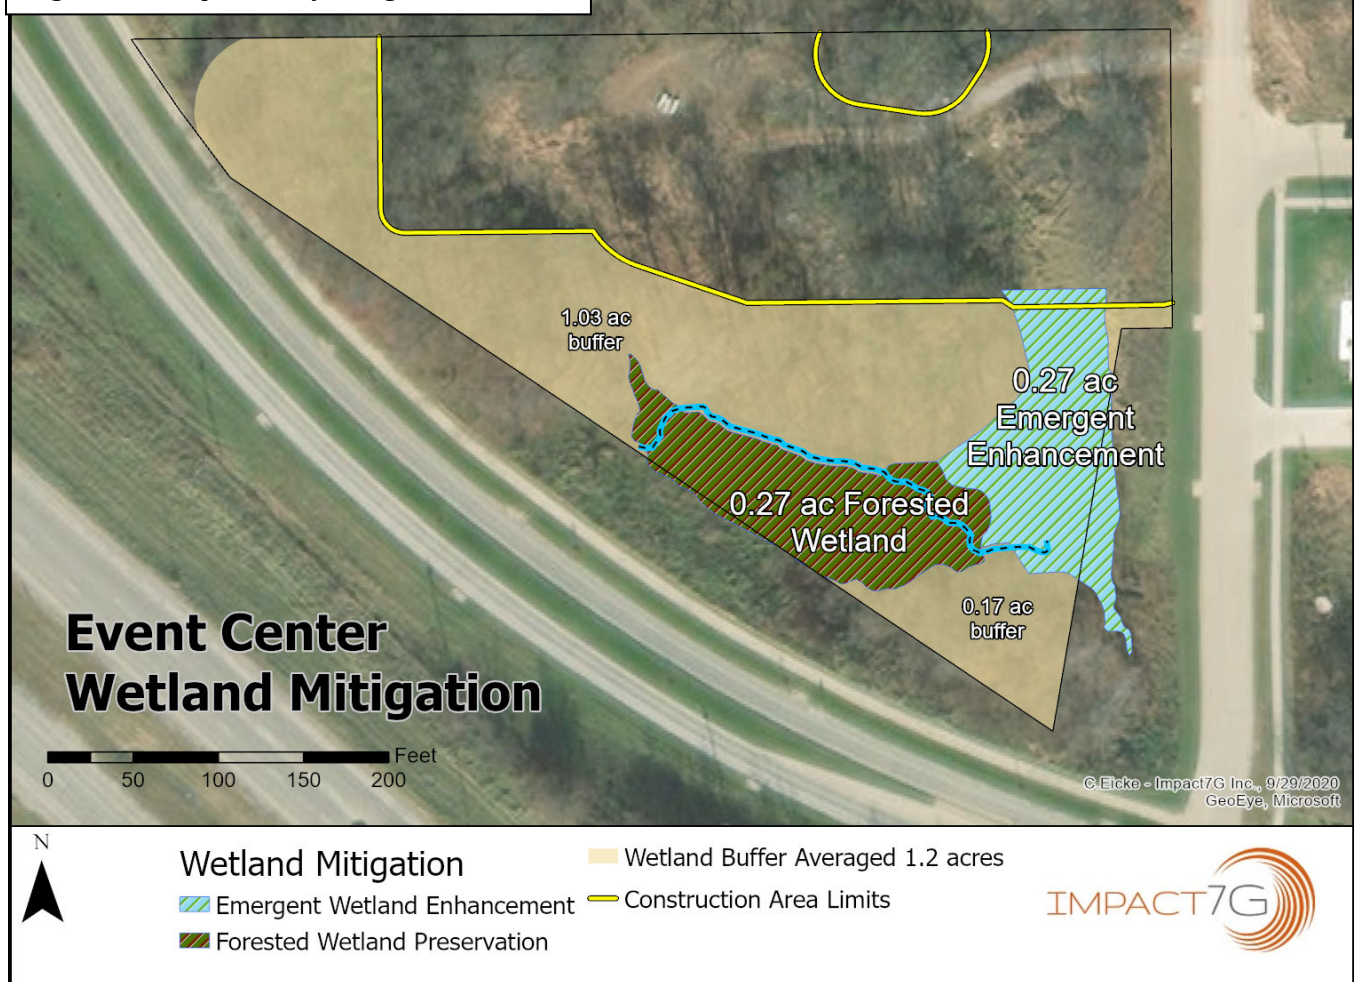 1.03 ac
buffer
0.27 ac
Emergent
Enhancement
0.27 ac Forested
Wetland
0.17 ac
buffer
Event Center
Wetland Mitigation
Feet
0 50 100 150 200
C Eicke - Impact7G Inc., 9/29/2020
GeoEye, Microsoft
N
Wetland Mitigation
Emergent Wetland Enhancement
Forested Wetland Preservation
Wetland Buffer Averaged 1.2 acres
Construction Area Limits
IMPACT7G